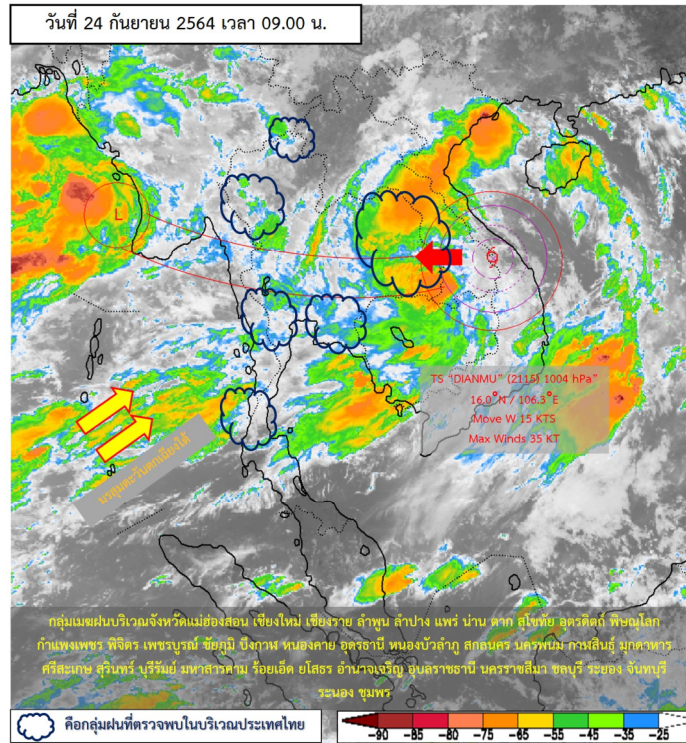 วันที่ 24 กันยายน 2564 เวลา 09.00 น.
L
TS "DIANMU" (2115) 1004 hPa"
16.0°N / 106.3°E
Move W 15 KTS
Max Winds 35 KT
มรสุมตะวันตกเฉียงใต้
กลุ่มเมฆฝนบริเวณจังหวัดแม่ฮ่องสอน เชียงใหม่ เชียงราย ลำพูน ลำปาง แพร่ น่าน ตาก สุโขทัย อุตรดิตถ์ พิษณุโลก
กำแพงเพชร พิจิตร เพชรบูรณ์ ชัยภูมิ บึงกาฬ หนองคาย อุดรธานี หนองบัวลำภู สกลนคร นครพนม กาฬสินธุ์ มุกดาหาร
ศรีสะเกษ สุรินทร์ บุรีรัมย์ มหาสารคาม ร้อยเอ็ด ยโสธร อำนาจเจริญ อุบลราชธานี นครราชสีมา ชลบุรี ระยอง จันทบุรี
ระนอง ชุมพร
คือกลุ่มฝนที่ตรวจพบในบริเวณประเทศไทย
-90 -85 -80 -75 -65 -55 -45 -35 -25